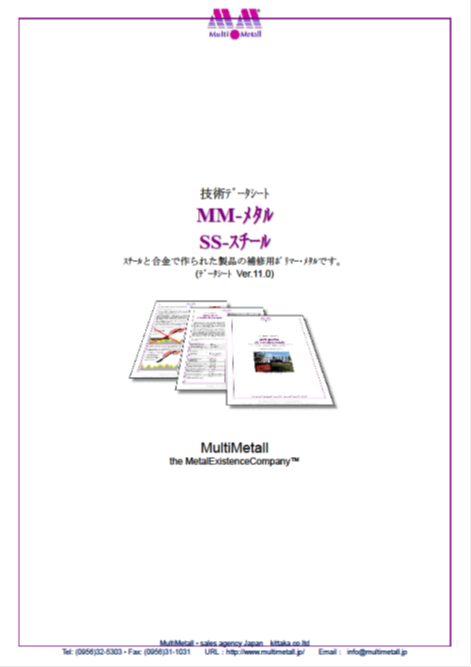 Multi Metall
技術ﾃﾞｰﾀｼｰﾄ
MM-ﾒﾀﾙ
SS-ｽﾁｰﾙ
ｽﾁｰﾙと合金で作られた製品の補修用ﾎﾟﾘﾏｰ･ﾒﾀﾙです。
(ﾃﾞｰﾀｼｰﾄ Ver.11.0)
MultiMetall
the MetalExistenceCompany™
MultiMetall・sales agency Japan kittaka co.ltd
Tel: (0956)32-5303・Fax: (0956)31-1031 URL：http://www.multimetall.jp/ Email： info@multimetall.jp